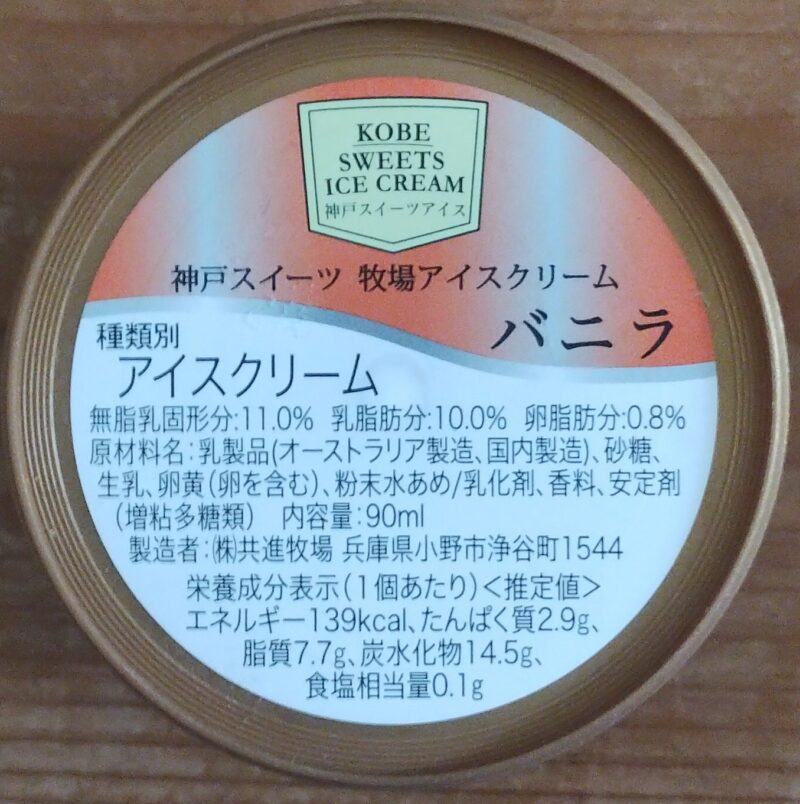 KOBE
SWEETS
ICE CREAM
神戸スイーツアイス
神戸スイーツ 牧場アイスクリーム
バニラ
種類別
アイスクリーム
無脂乳固形分:11.0% 乳脂肪分:10.0% 卵脂肪分:0.8%
原材料名:乳製品(オーストラリア製造、国内製造)、砂糖、
生乳、卵黄(卵を含む)、粉末水あめ/乳化剤、香料、安定剤
(増粘多糖類) 内容量:90ml
製造者:㈱共進牧場 兵庫県小野市浄谷町1544
栄養成分表示(1個あたり)<推定値>
エネルギー139kcal、たんぱく質2.9g、
脂質7.7g、炭水化物14.5g、
食塩相当量0.1g